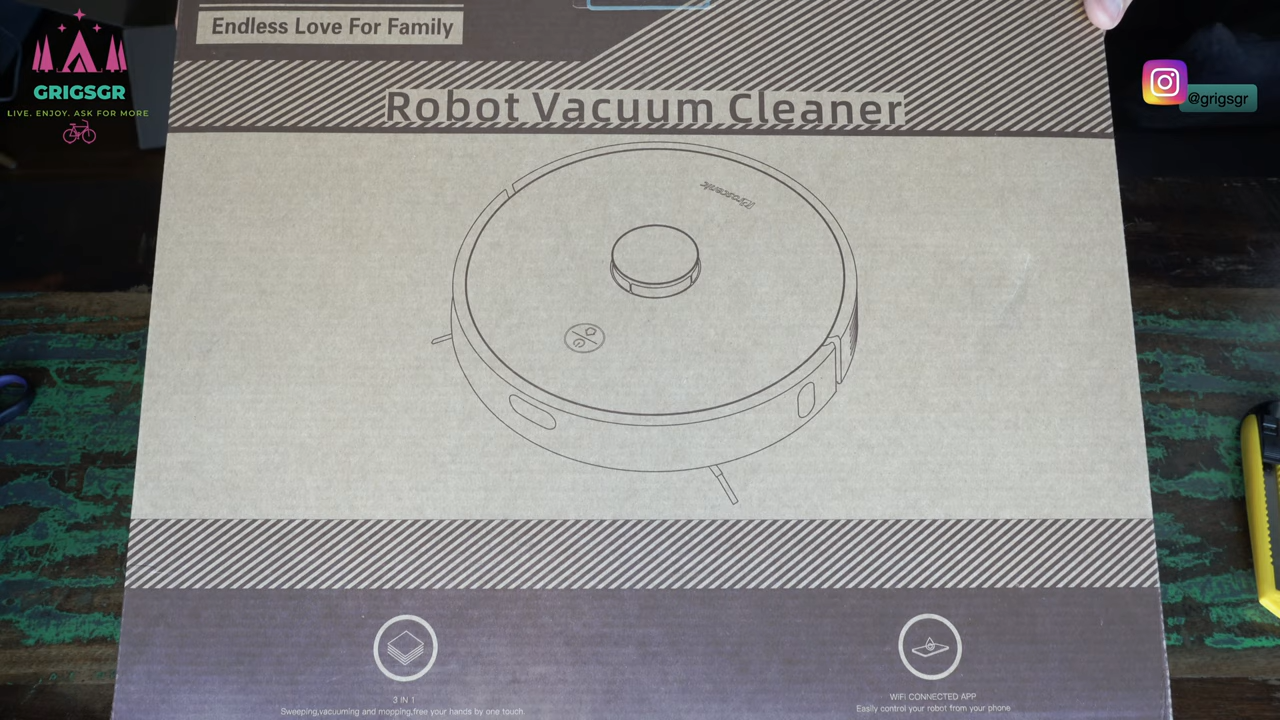 Endless Love For Family
Robot Vacuum Cleaner
GRIGSGR
LIVE. ENJOY. ASK FOR MORE
@grigsgr
Proscenic
3 IN 1
Sweeping,vacuuming and mopping,free your hands by one touch
WIFI CONNECTED APP
Easily control your robot from your phone